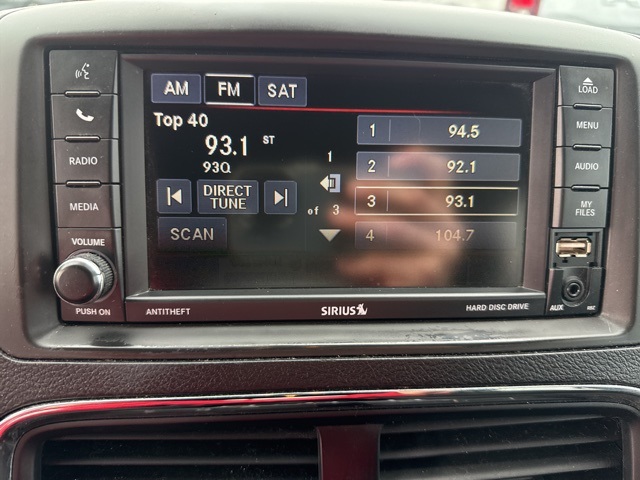 AM FM SAT
LOAD
Top 40
1 94.5
MENU
93.1 ST
93Q
1
2 92.1
RADIO
AUDIO
DIRECT
TUNE
of 3
3 93.1
MEDIA
MY
FILES
SCAN
4 104.7
VOLUME
PUSH ON
ANTITHEFT
SIRIUS
HARD DISC DRIVE
AUX